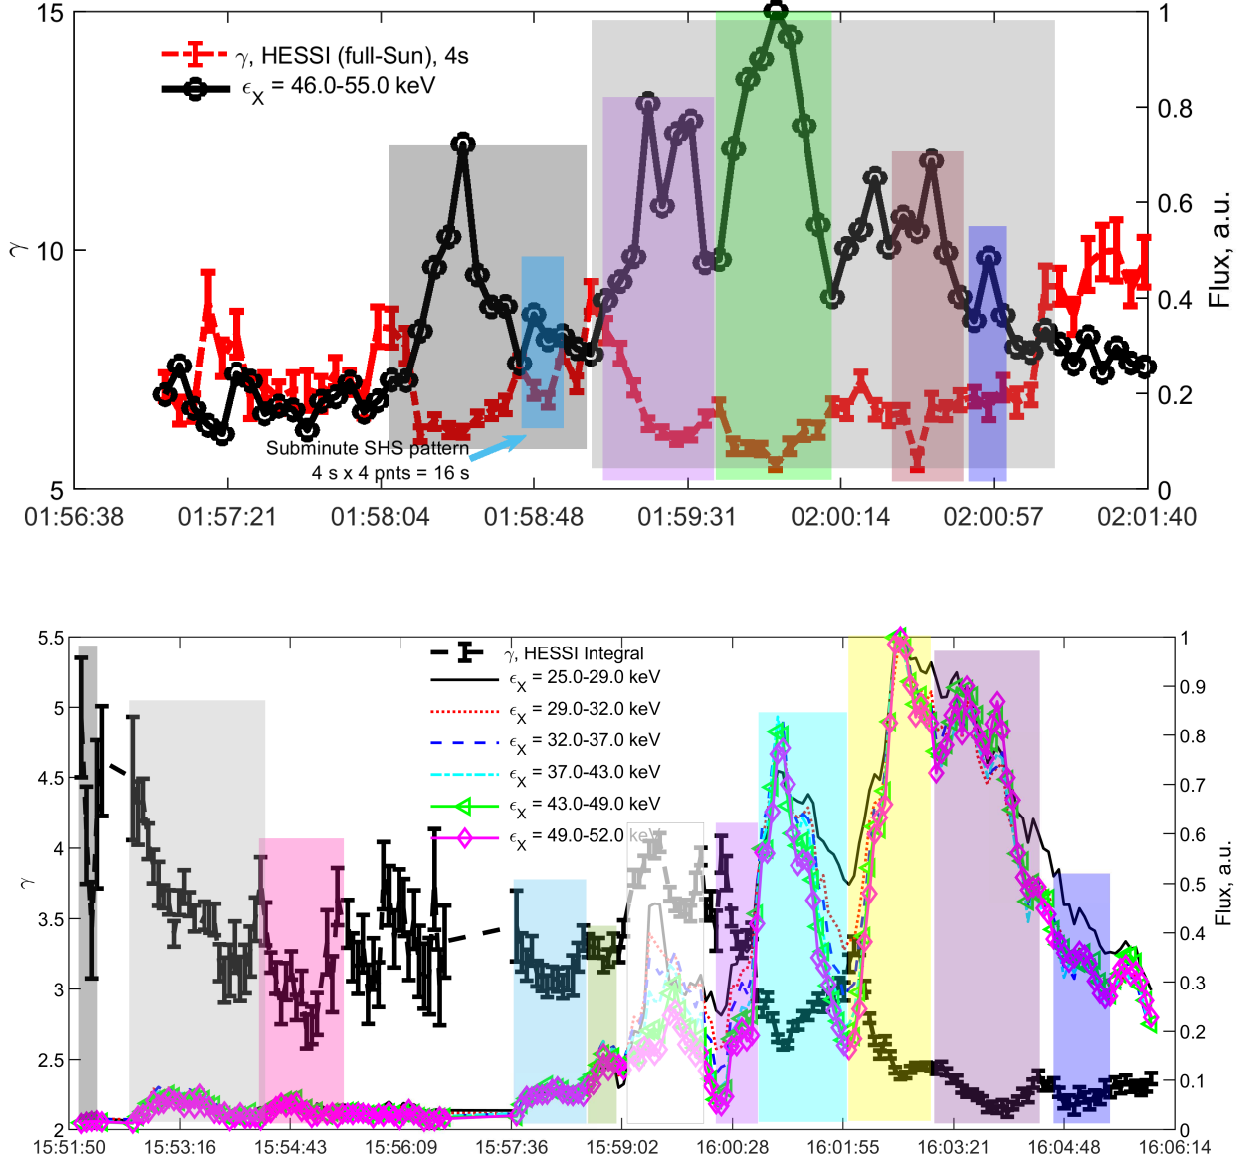 15
1
γ, HESSI (full-Sun), 4s
ϵX = 46.0-55.0 keV
0.8
0.6
10
γ
Flux, a.u.
0.4
0.2
Subminute SHS pattern
4 s x 4 pnts = 16 s
5
0
01:56:38 01:57:21 01:58:04 01:58:48 01:59:31 02:00:14 02:00:57 02:01:40
5.5
1
γ, HESSI Integral
ϵX = 25.0-29.0 keV
0.9
5
ϵX = 29.0-32.0 keV
ϵX = 32.0-37.0 keV
0.8
4.5
ϵX = 37.0-43.0 keV
0.7
ϵX = 43.0-49.0 keV
ϵX = 49.0-52.0 keV
0.6
4
γ
0.5
Flux, a.u.
3.5
0.4
3
0.3
2.5
0.2
0.1
2
0
15:51:50 15:53:16 15:54:43 15:56:09 15:57:36 15:59:02 16:00:28 16:01:55 16:03:21 16:04:48 16:06:14